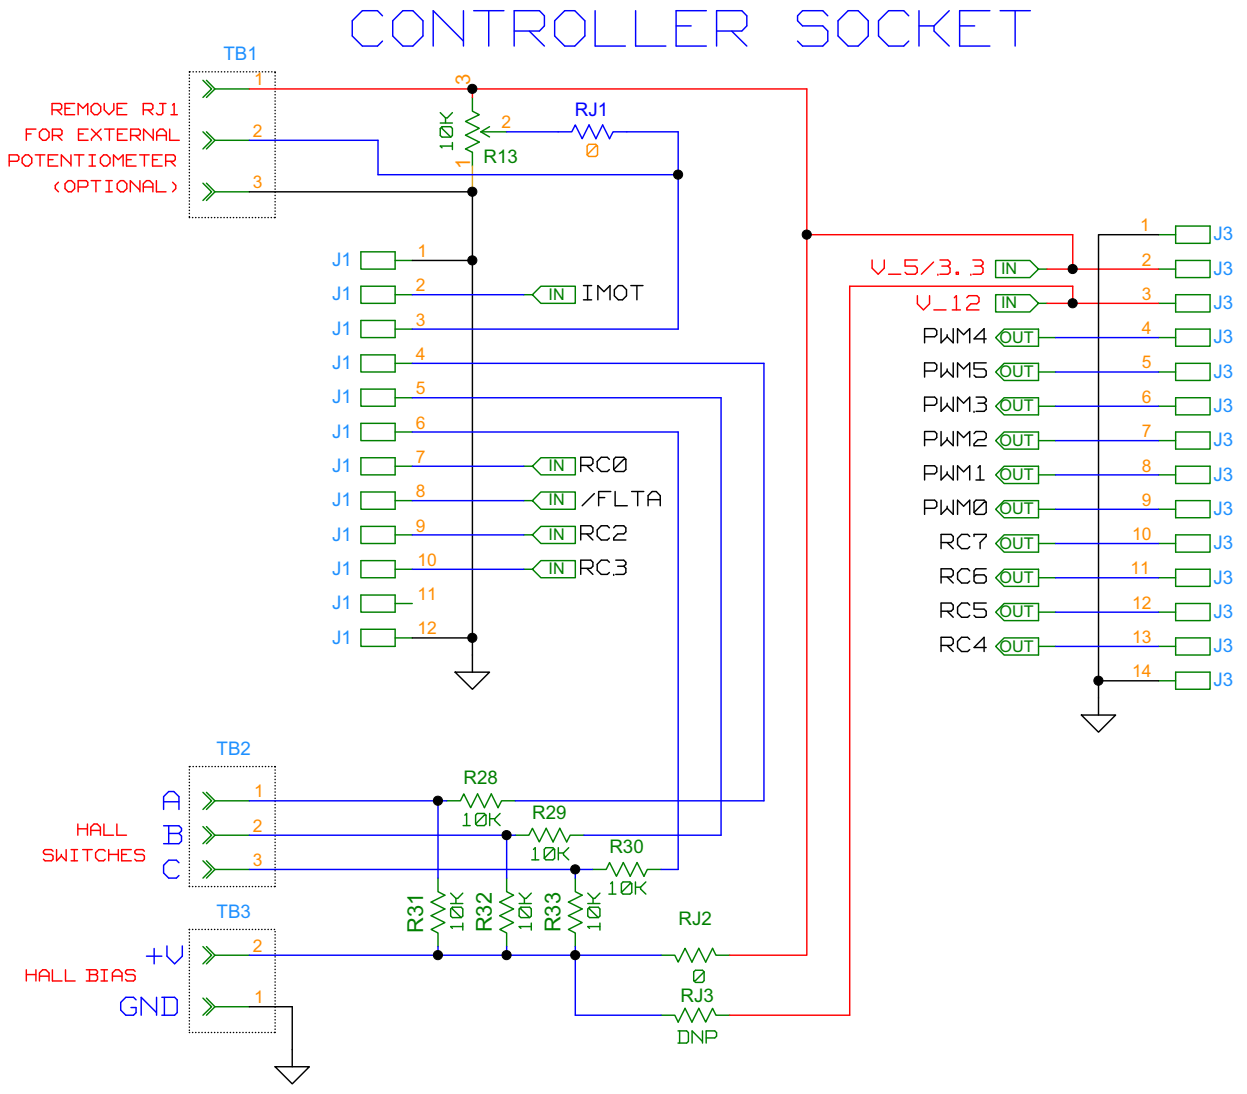 CONTROLLER SOCKET
TB1
REMOVE RJ1
FOR EXTERNAL
POTENTIOMETER
(OPTIONAL)
1
2
3
3
10K
2
1
R13
RJ1
0
J1 1
J1 2 IN IMOT
J1 3
J1 4
J1 5
J1 6
J1 7 IN RC0
J1 8 IN /FLTA
J1 9 IN RC2
J1 10 IN RC3
J1 11
J1 12
1 J3
V_5/3.3 IN 2 J3
V_12 IN 3 J3
PWM4 OUT 4 J3
PWM5 OUT 5 J3
PWM3 OUT 6 J3
PWM2 OUT 7 J3
PWM1 OUT 8 J3
PWM0 OUT 9 J3
RC7 OUT 10 J3
RC6 OUT 11 J3
RC5 OUT 12 J3
RC4 OUT 13 J3
14 J3
TB2
HALL
SWITCHES
A 1
B 2
C 3
R28
10K
R29
10K
R30
10K
R31 10K
R32 10K
R33 10K
TB3
HALL BIAS
+V 2
GND 1
RJ2
0
RJ3
DNP